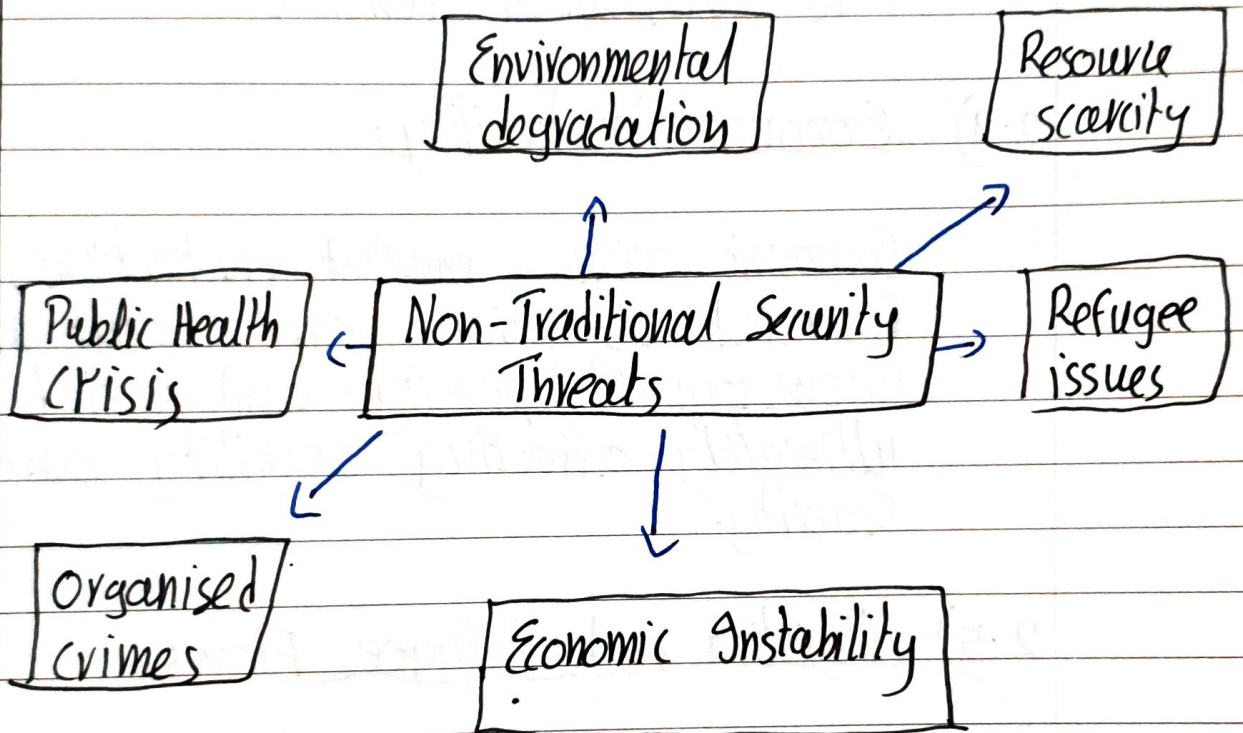 Environmental
degradation
Resource
scarcity
Public Health
Crisis
Non-Traditional Security
Threats
Refugee
issues
Organised
Crimes
Economic Instability